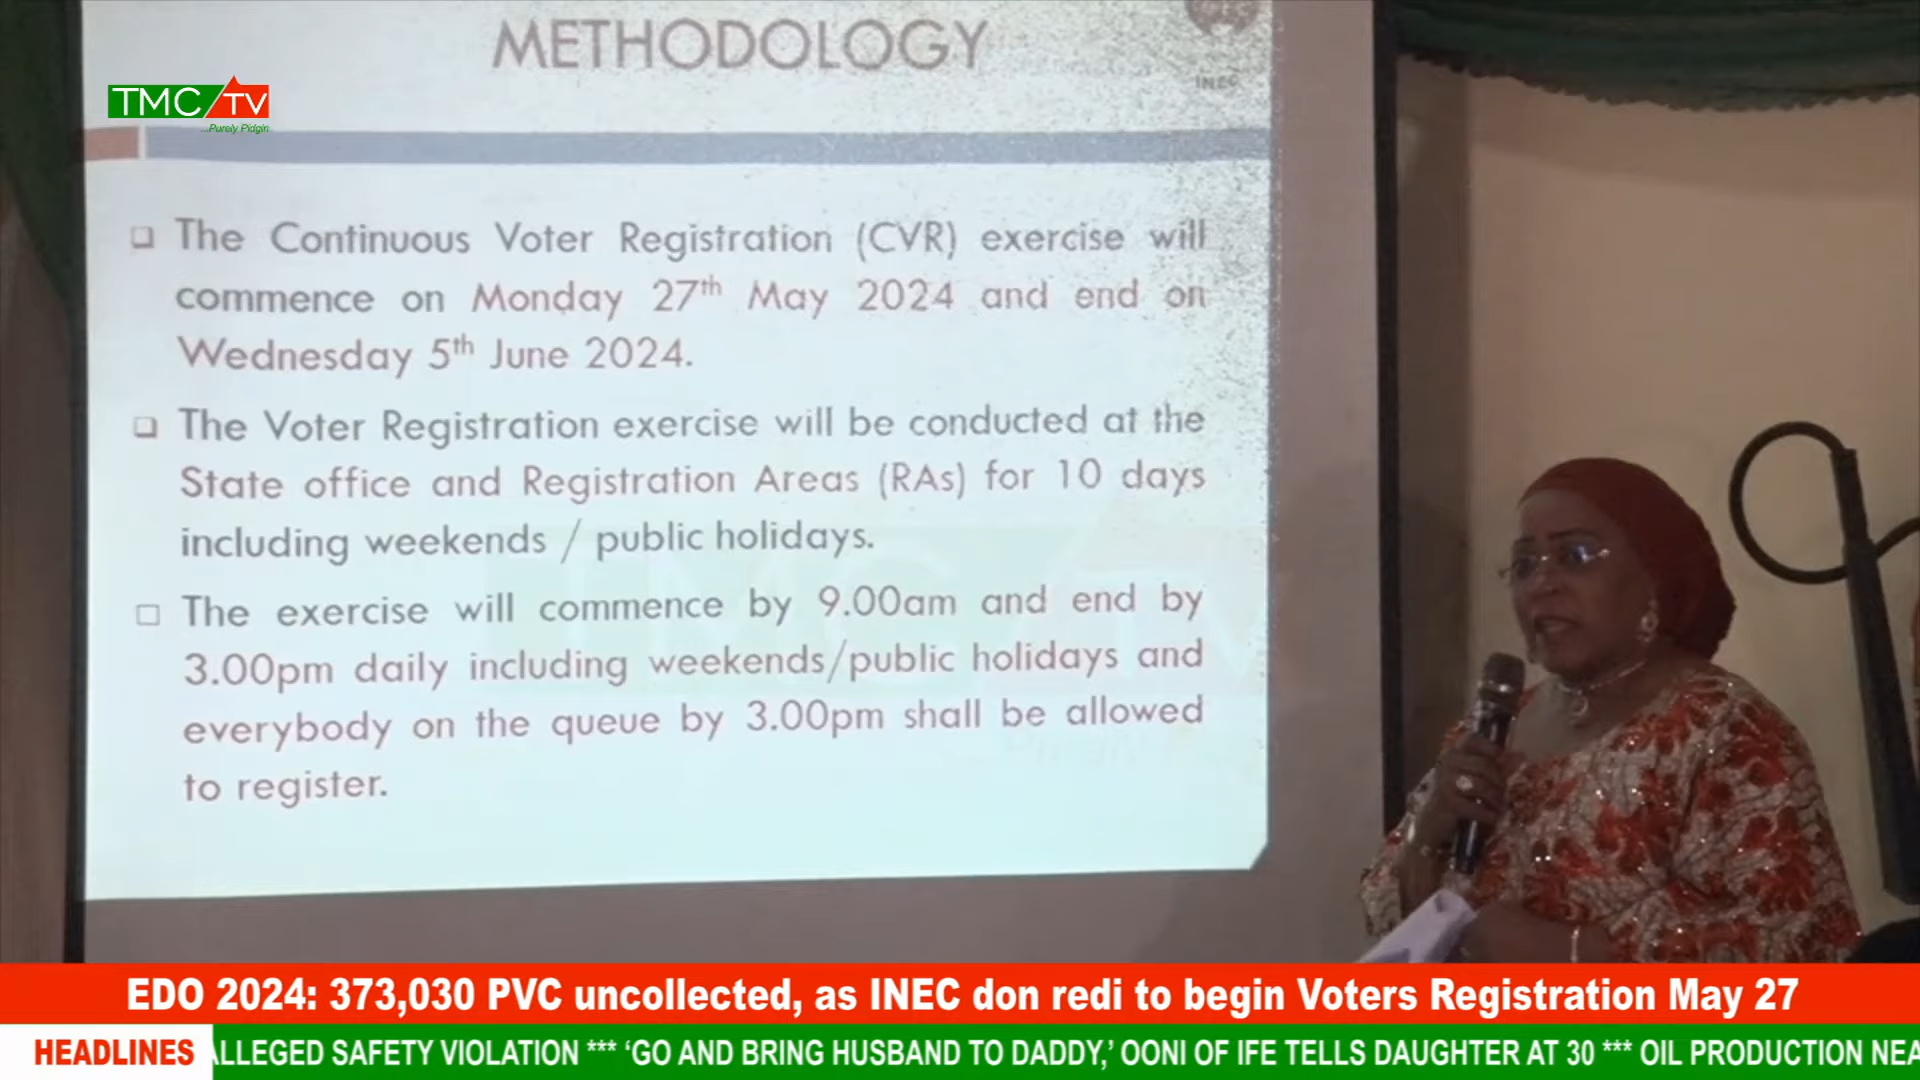 METHODOLOGY
INEC
TMC TV
...Purely Pidgin
The Continuous Voter Registration (CVR) exercise will
commence on Monday 27th May 2024 and end on
Wednesday 5th June 2024.
The Voter Registration exercise will be conducted at the
State office and Registration Areas (RAs) for 10 days
including weekends / public holidays.
The exercise will commence by 9.00am and end by
3.00pm daily including weekends/public holidays and
everybody on the queue by 3.00pm shall be allowed
to register.
TMC TV
EDO 2024: 373,030 PVC uncollected, as INEC don redi to begin Voters Registration May 27
HEADLINES
ALLEGED SAFETY VIOLATION *** ‘GO AND BRING HUSBAND TO DADDY,’ OONI OF IFE TELLS DAUGHTER AT 30 *** OIL PRODUCTION NEA